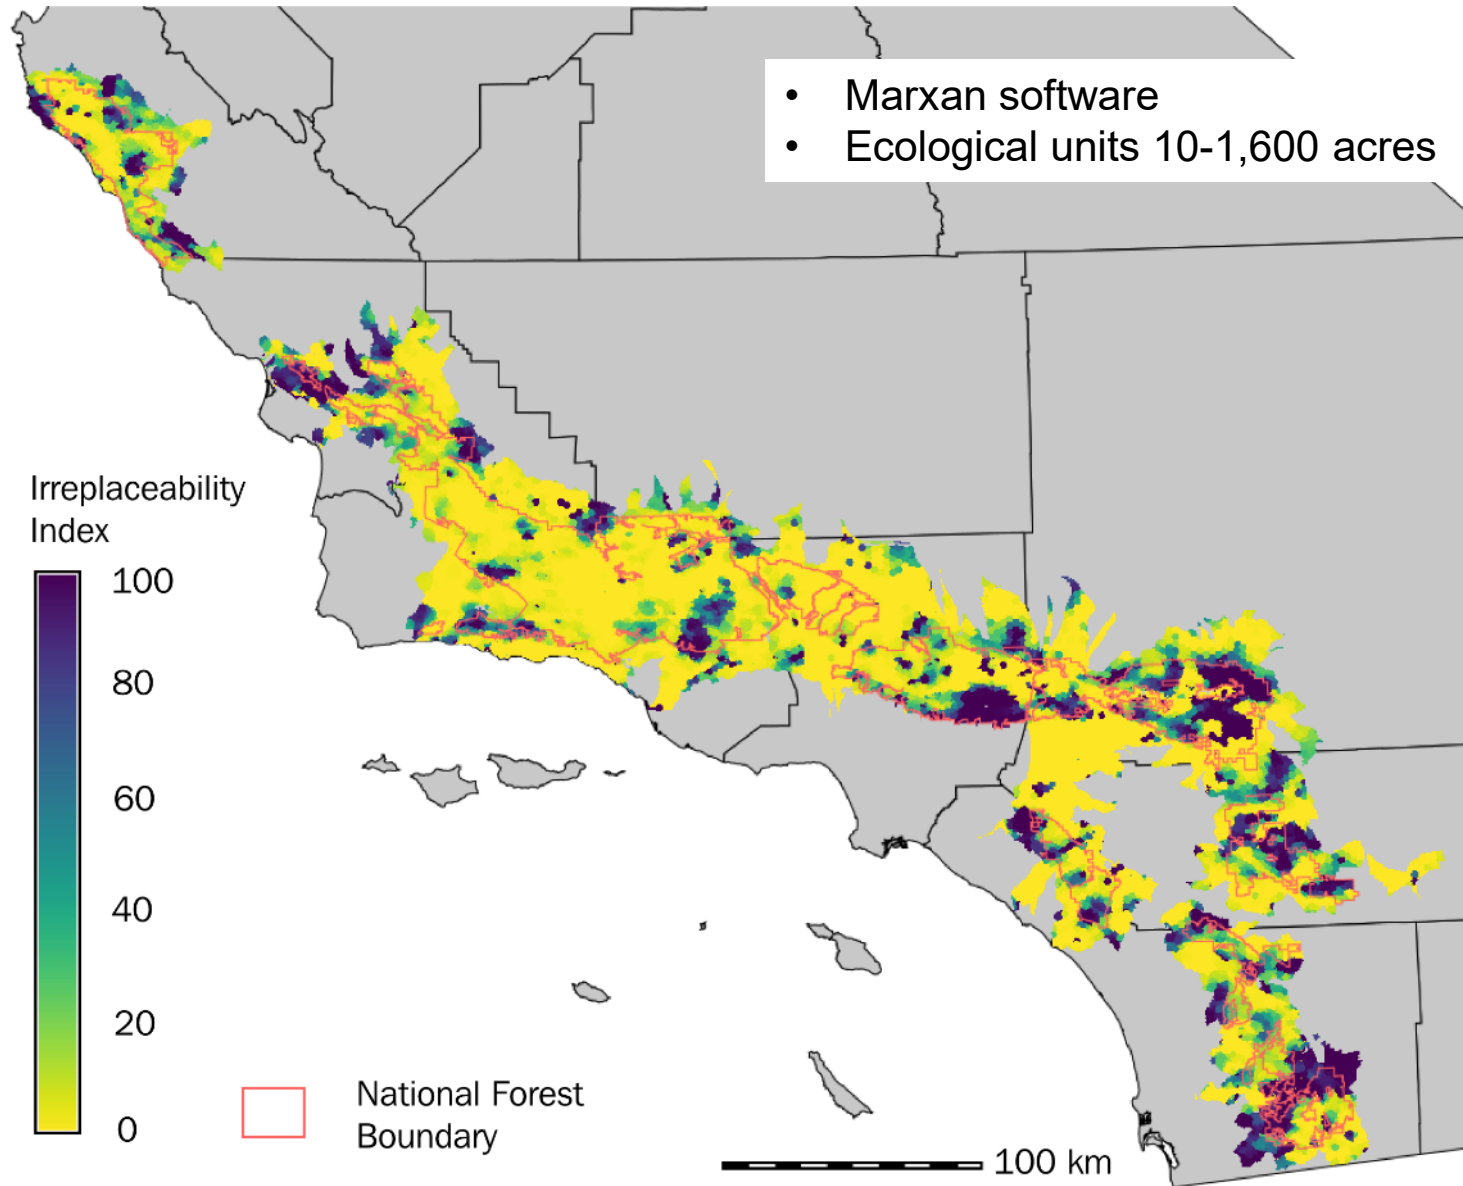 • Marxan software
• Ecological units 10-1,600 acres
Irreplaceability
Index
100
80
60
40
20
0
National Forest
Boundary
100 km